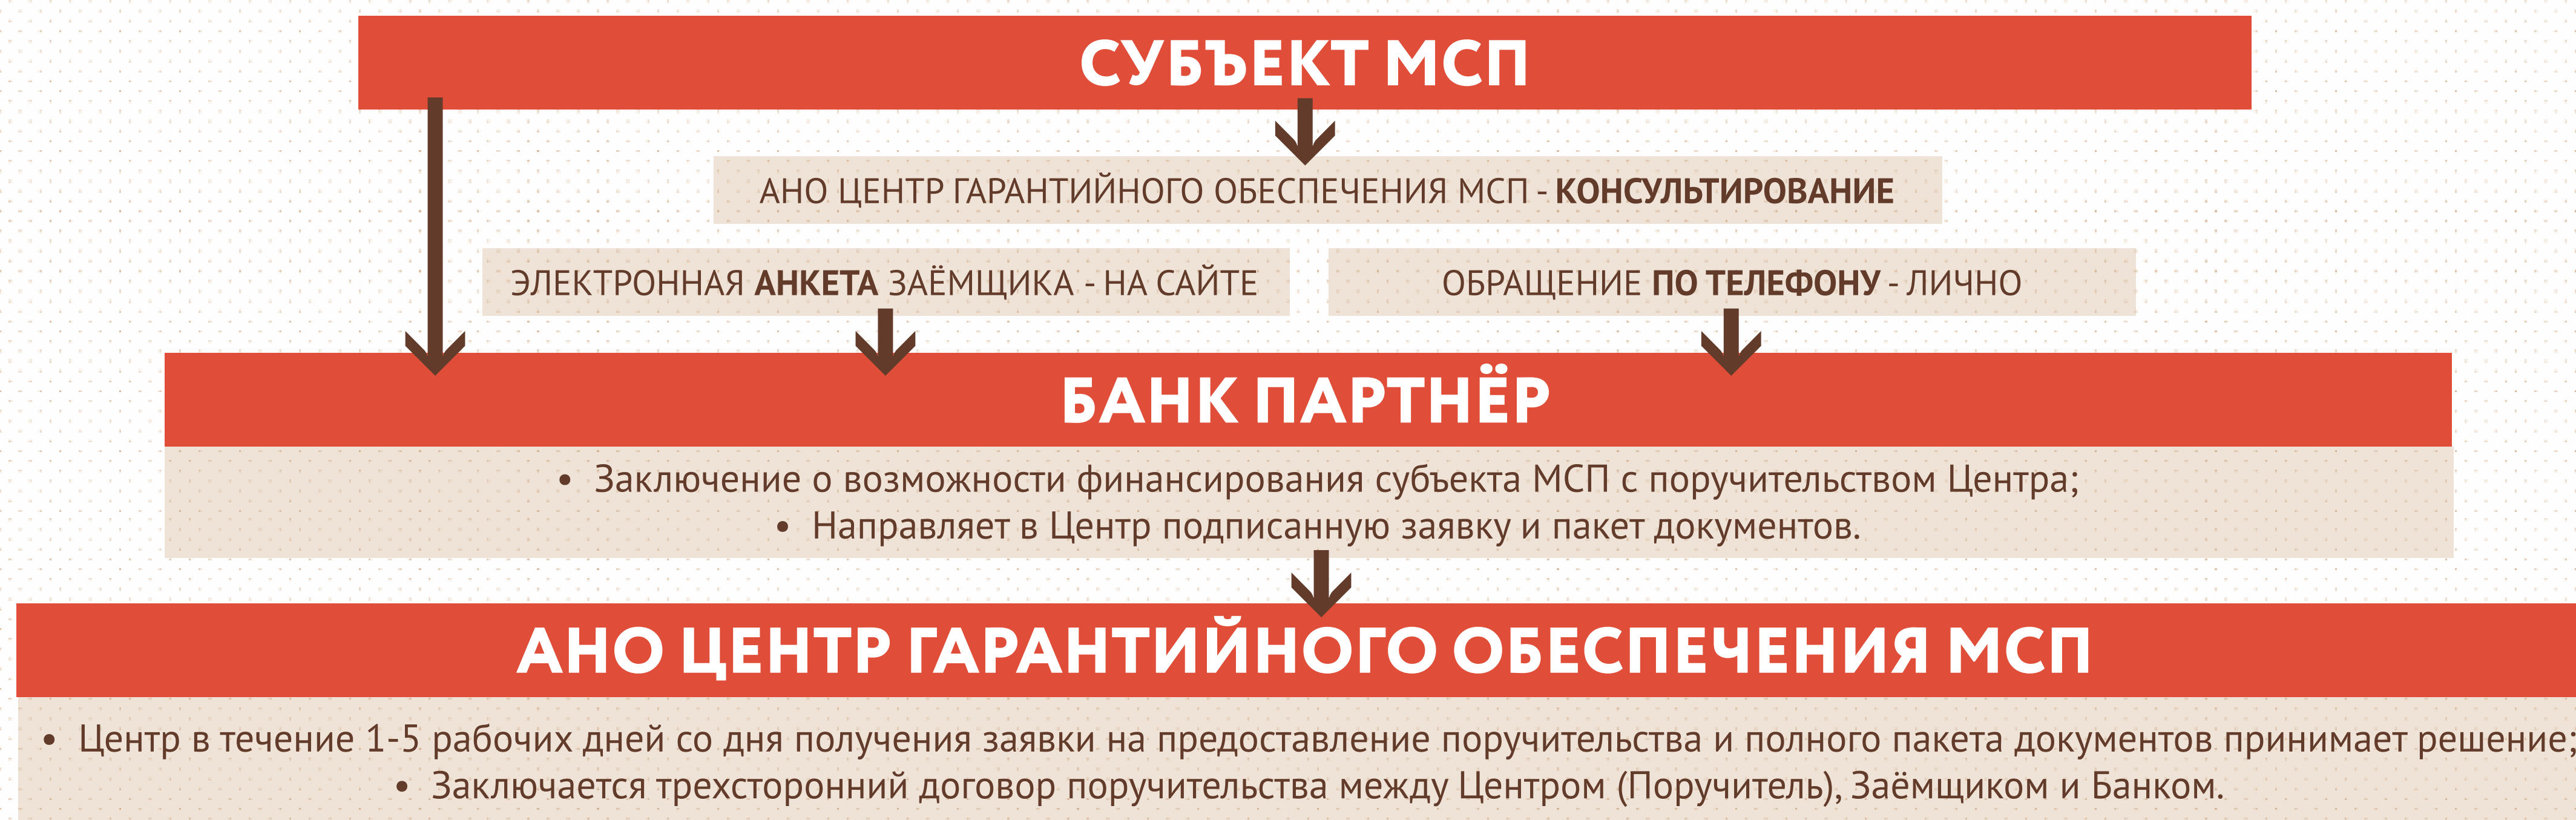 СУБЪЕКТ МСП
АНО ЦЕНТР ГАРАНТИЙНОГО ОБЕСПЕЧЕНИЯ МСП - КОНСУЛЬТИРОВАНИЕ
ЭЛЕКТРОННАЯ АНКЕТА ЗАЁМЩИКА - НА САЙТЕ
ОБРАЩЕНИЕ ПО ТЕЛЕФОНУ - ЛИЧНО
БАНК ПАРТНЁР
• Заключение о возможности финансирования субъекта МСП с поручительством Центра;
• Направляет в Центр подписанную заявку и пакет документов.
АНО ЦЕНТР ГАРАНТИЙНОГО ОБЕСПЕЧЕНИЯ МСП
• Центр в течение 1-5 рабочих дней со дня получения заявки на предоставление поручительства и полного пакета документов принимает решение;
• Заключается трехсторонний договор поручительства между Центром (Поручитель), Заёмщиком и Банком.